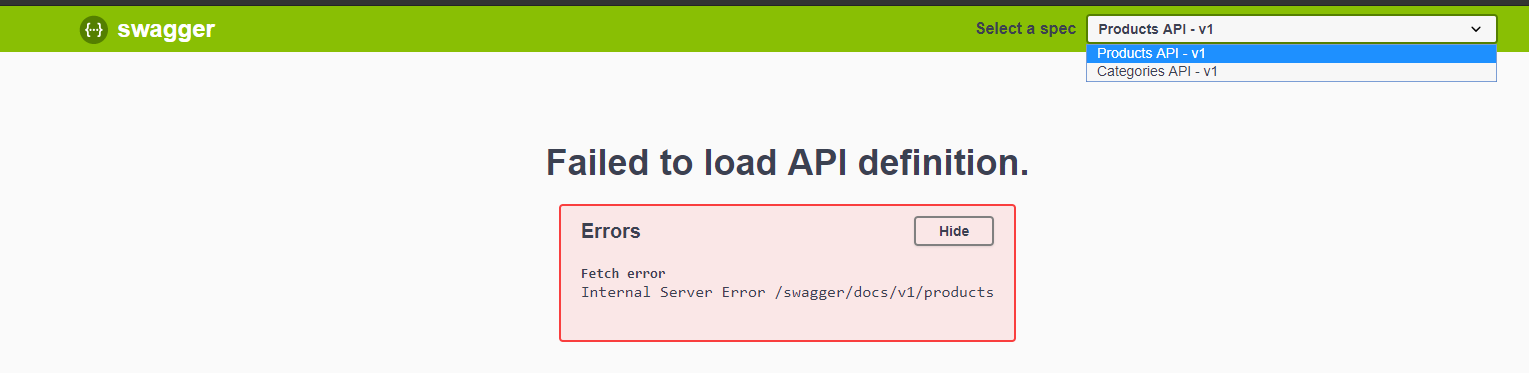 {··} swagger
Select a spec
Products API - v1
Products API - v1
Categories API - v1
Failed to load API definition.
Errors
Hide
Fetch error
Internal Server Error /swagger/docs/v1/products